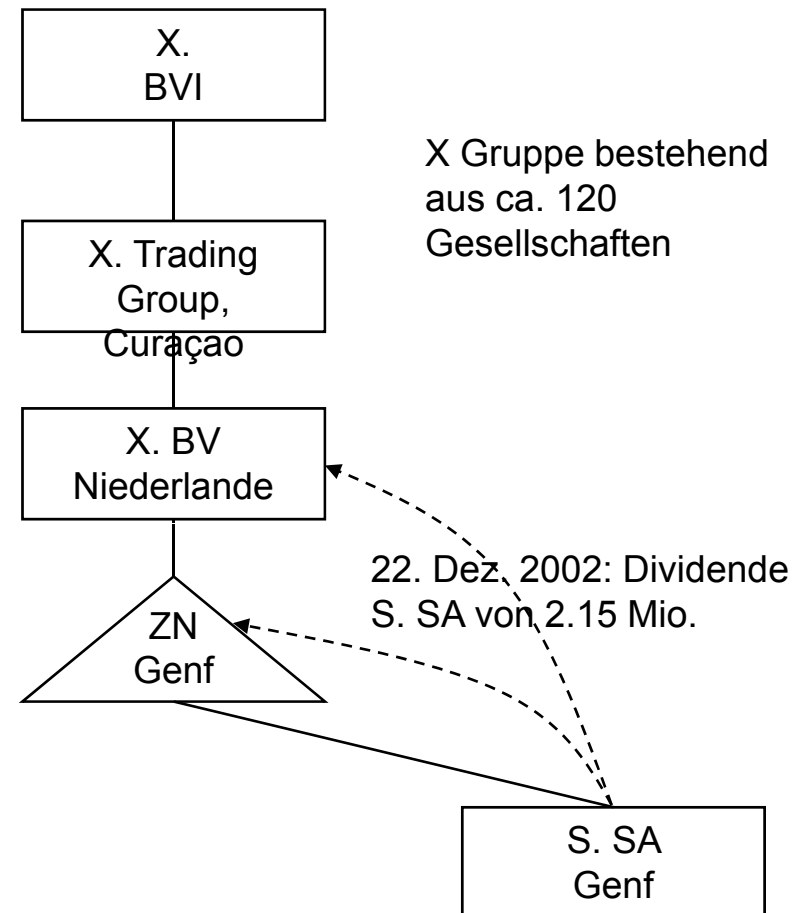 X.
BVI
X Gruppe bestehend
aus ca. 120
Gesellschaften
X. Trading
Group,
Curaçao
X. BV
Niederlande
22. Dez. 2002: Dividende
S. SA von 2.15 Mio.
ZN
Genf
S. SA
Genf